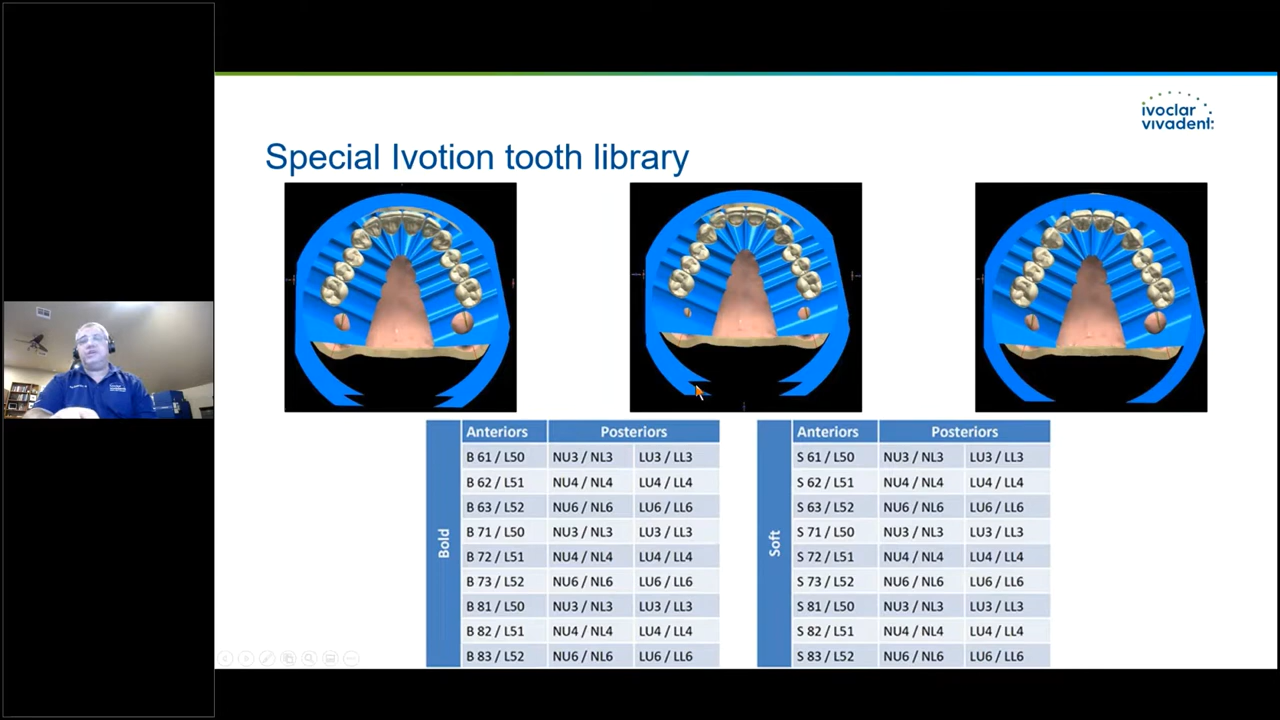 ivoclar
vivadent:
Special Ivotion tooth library
Bold
Anteriors Posteriors
B 61 / L50 NU3 / NL3 LU3 / LL3
B 62 / L51 NU4 / NL4 LU4 / LL4
B 63 / L52 NU6 / NL6 LU6 / LL6
B 71 / L50 NU3 / NL3 LU3 / LL3
B 72 / L51 NU4 / NL4 LU4 / LL4
B 73 / L52 NU6 / NL6 LU6 / LL6
B 81 / L50 NU3 / NL3 LU3 / LL3
B 82 / L51 NU4 / NL4 LU4 / LL4
B 83 / L52 NU6 / NL6 LU6 / LL6
Soft
Anteriors Posteriors
S 61 / L50 NU3 / NL3 LU3 / LL3
S 62 / L51 NU4 / NL4 LU4 / LL4
S 63 / L52 NU6 / NL6 LU6 / LL6
S 71 / L50 NU3 / NL3 LU3 / LL3
S 72 / L51 NU4 / NL4 LU4 / LL4
S 73 / L52 NU6 / NL6 LU6 / LL6
S 81 / L50 NU3 / NL3 LU3 / LL3
S 82 / L51 NU4 / NL4 LU4 / LL4
S 83 / L52 NU6 / NL6 LU6 / LL6